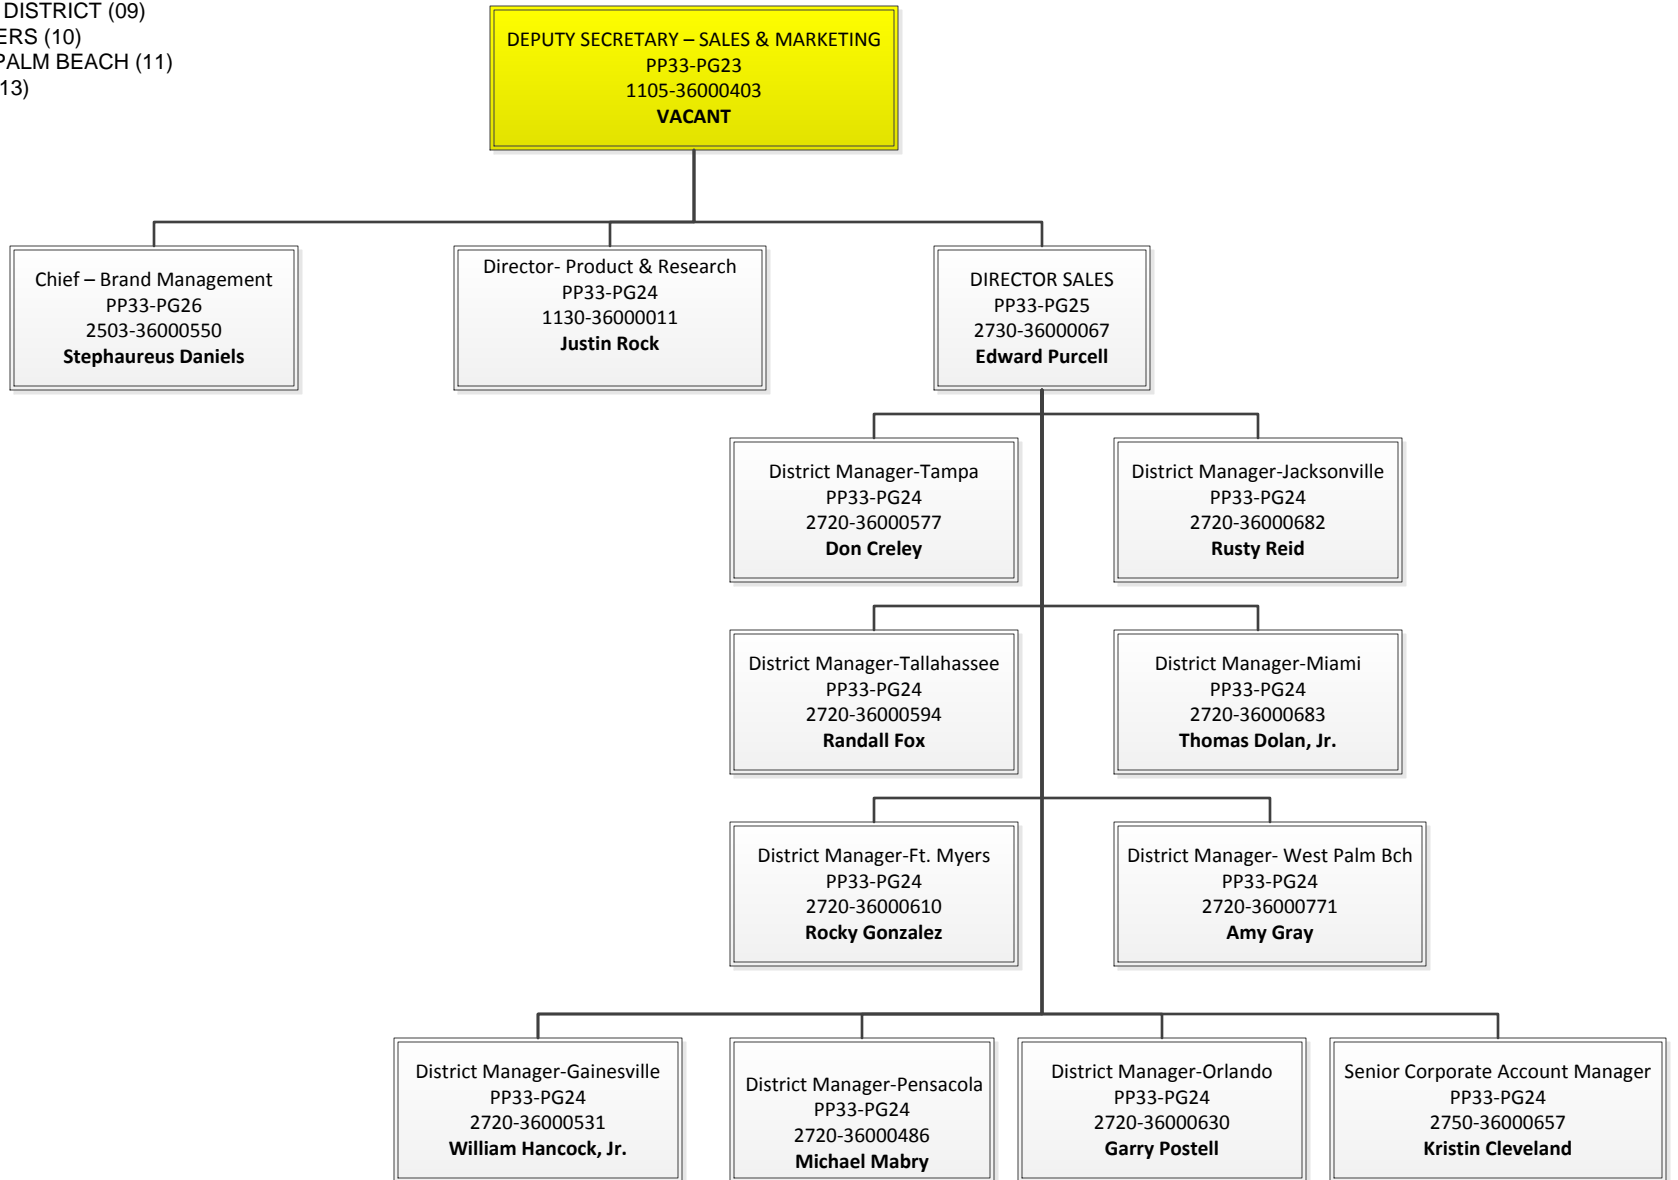 DISTRICT (09)
ERS (10)
PALM BEACH (11)
13)
DEPUTY SECRETARY – SALES & MARKETING
PP33-PG23
1105-36000403
VACANT
Chief – Brand Management
PP33-PG26
2503-36000550
Stephaureus Daniels
Director- Product & Research
PP33-PG24
1130-36000011
Justin Rock
DIRECTOR SALES
PP33-PG25
2730-36000067
Edward Purcell
District Manager-Tampa
PP33-PG24
2720-36000577
Don Creley
District Manager-Jacksonville
PP33-PG24
2720-36000682
Rusty Reid
District Manager-Tallahassee
PP33-PG24
2720-36000594
Randall Fox
District Manager-Miami
PP33-PG24
2720-36000683
Thomas Dolan, Jr.
District Manager-Ft. Myers
PP33-PG24
2720-36000610
Rocky Gonzalez
District Manager- West Palm Bch
PP33-PG24
2720-36000771
Amy Gray
District Manager-Gainesville
PP33-PG24
2720-36000531
William Hancock, Jr.
District Manager-Pensacola
PP33-PG24
2720-36000486
Michael Mabry
District Manager-Orlando
PP33-PG24
2720-36000630
Garry Postell
Senior Corporate Account Manager
PP33-PG24
2750-36000657
Kristin Cleveland